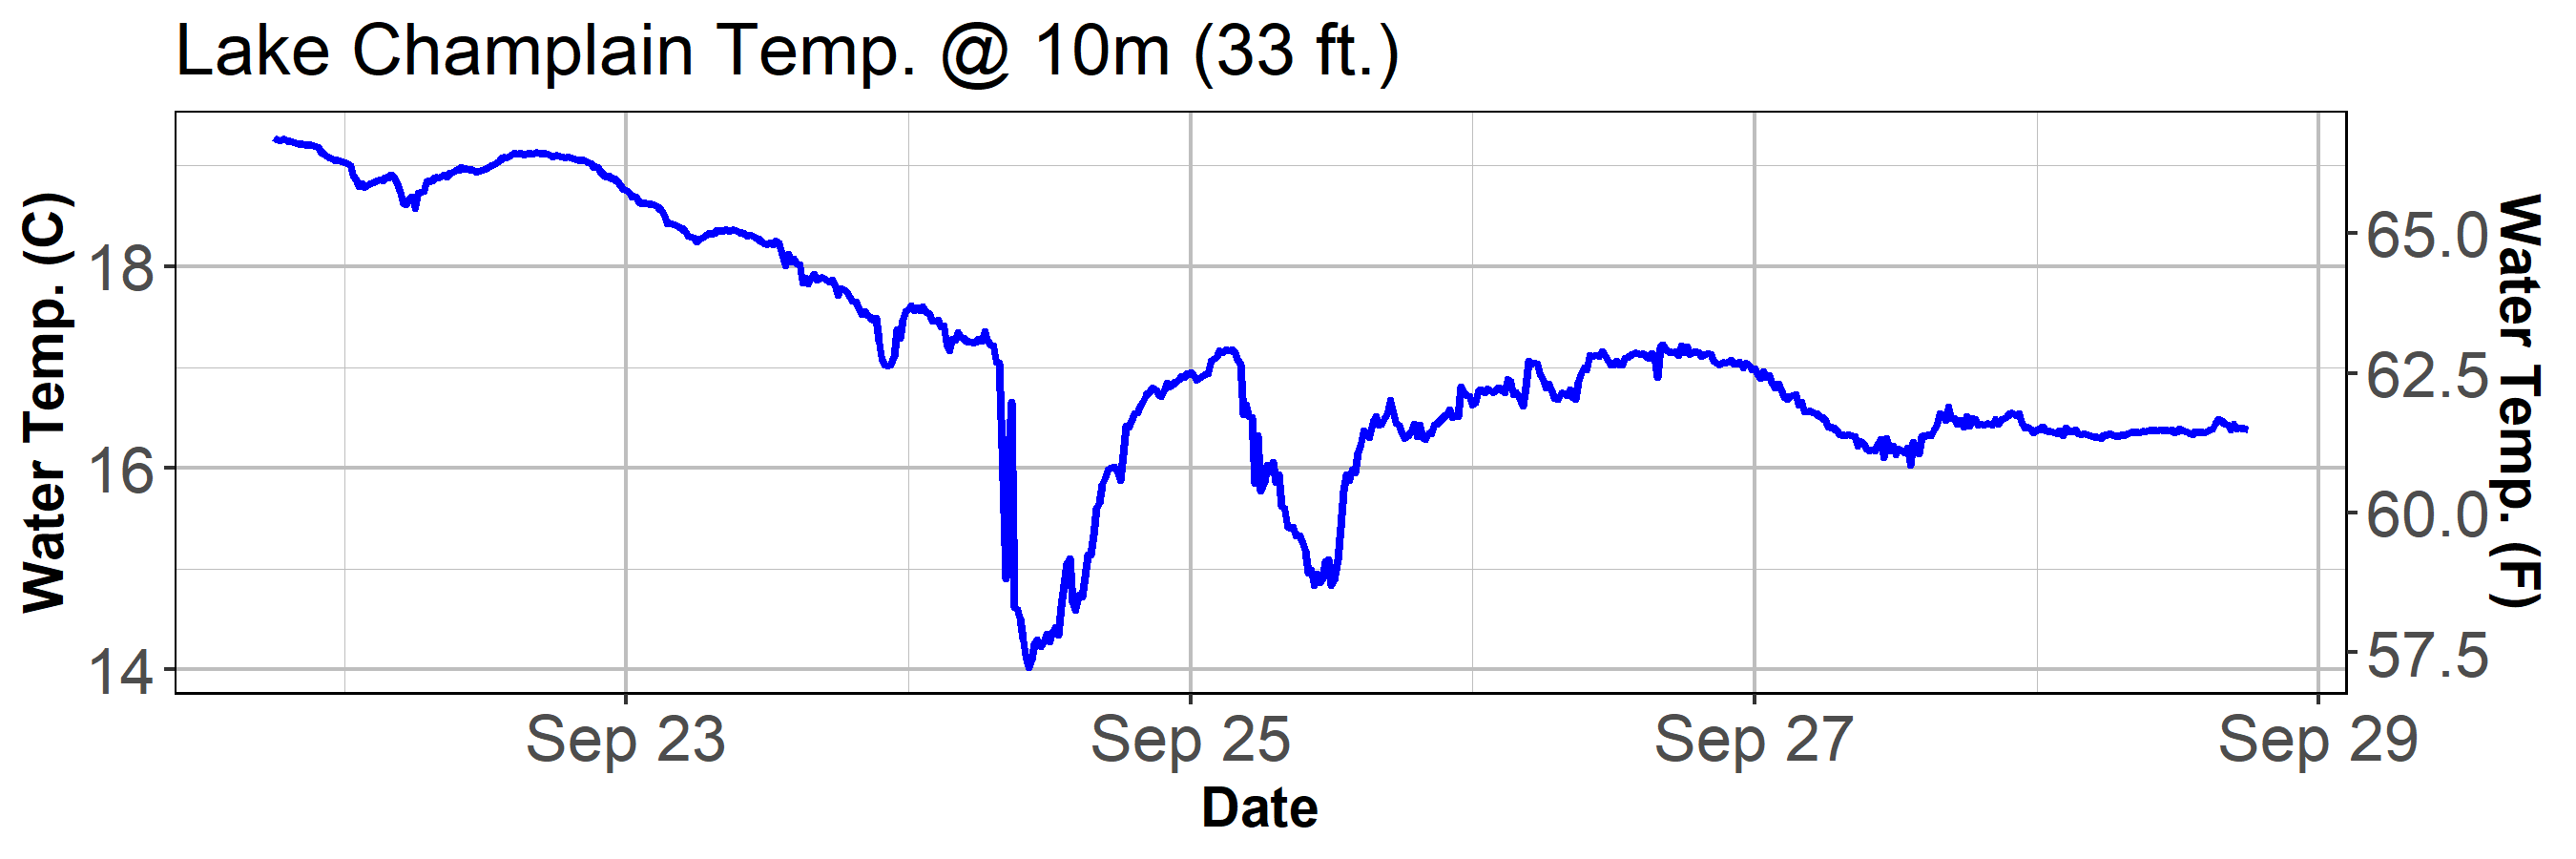 Lake Champlain Temp. @ 10m (33 ft.)
Water Temp. (C)
18
16
14
65.0
62.5
60.0
57.5
Water Temp. (F)
Sep 23
Sep 25
Sep 27
Sep 29
Date